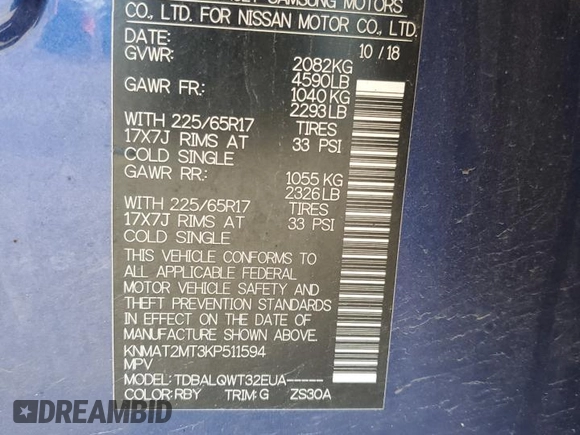 SAMSUNG MOTORS
CO., LTD. FOR NISSAN MOTOR CO., LTD.
DATE: 10 / 18
GVWR: 2082KG
4590LB
GAWR FR: 1040 KG
2293LB
WITH 225/65R17 TIRES
17X7J RIMS AT 33 PSI
COLD SINGLE
GAWR RR: 1055 KG
2326LB
WITH 225/65R17 TIRES
17X7J RIMS AT 33 PSI
COLD SINGLE
THIS VEHICLE CONFORMS TO
ALL APPLICABLE FEDERAL
MOTOR VEHICLE SAFETY AND
THEFT PREVENTION STANDARDS
IN EFFECT ON THE DATE OF
MANUFACTURE SHOWN ABOVE.
KNMAT2MT3KP511594
MPV
MODEL: TDBALQWT32EUA-----
COLOR: RBY TRIM: G ZS30A
DREAMBID